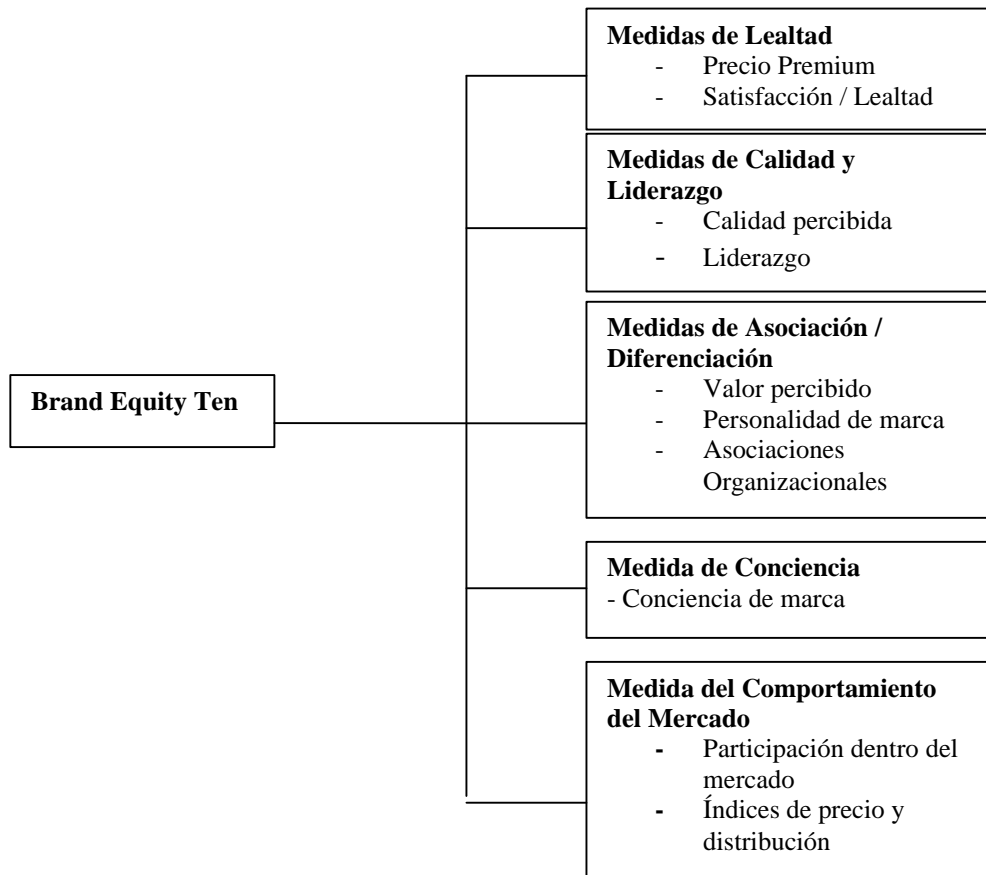 Medidas de Lealtad
- Precio Premium
- Satisfacción / Lealtad
Medidas de Calidad y
Liderazgo
- Calidad percibida
- Liderazgo
Medidas de Asociación /
Diferenciación
- Valor percibido
- Personalidad de marca
- Asociaciones
Organizacionales
Brand Equity Ten
Medida de Conciencia
- Conciencia de marca
Medida del Comportamiento
del Mercado
- Participación dentro del
mercado
- Índices de precio y
distribución